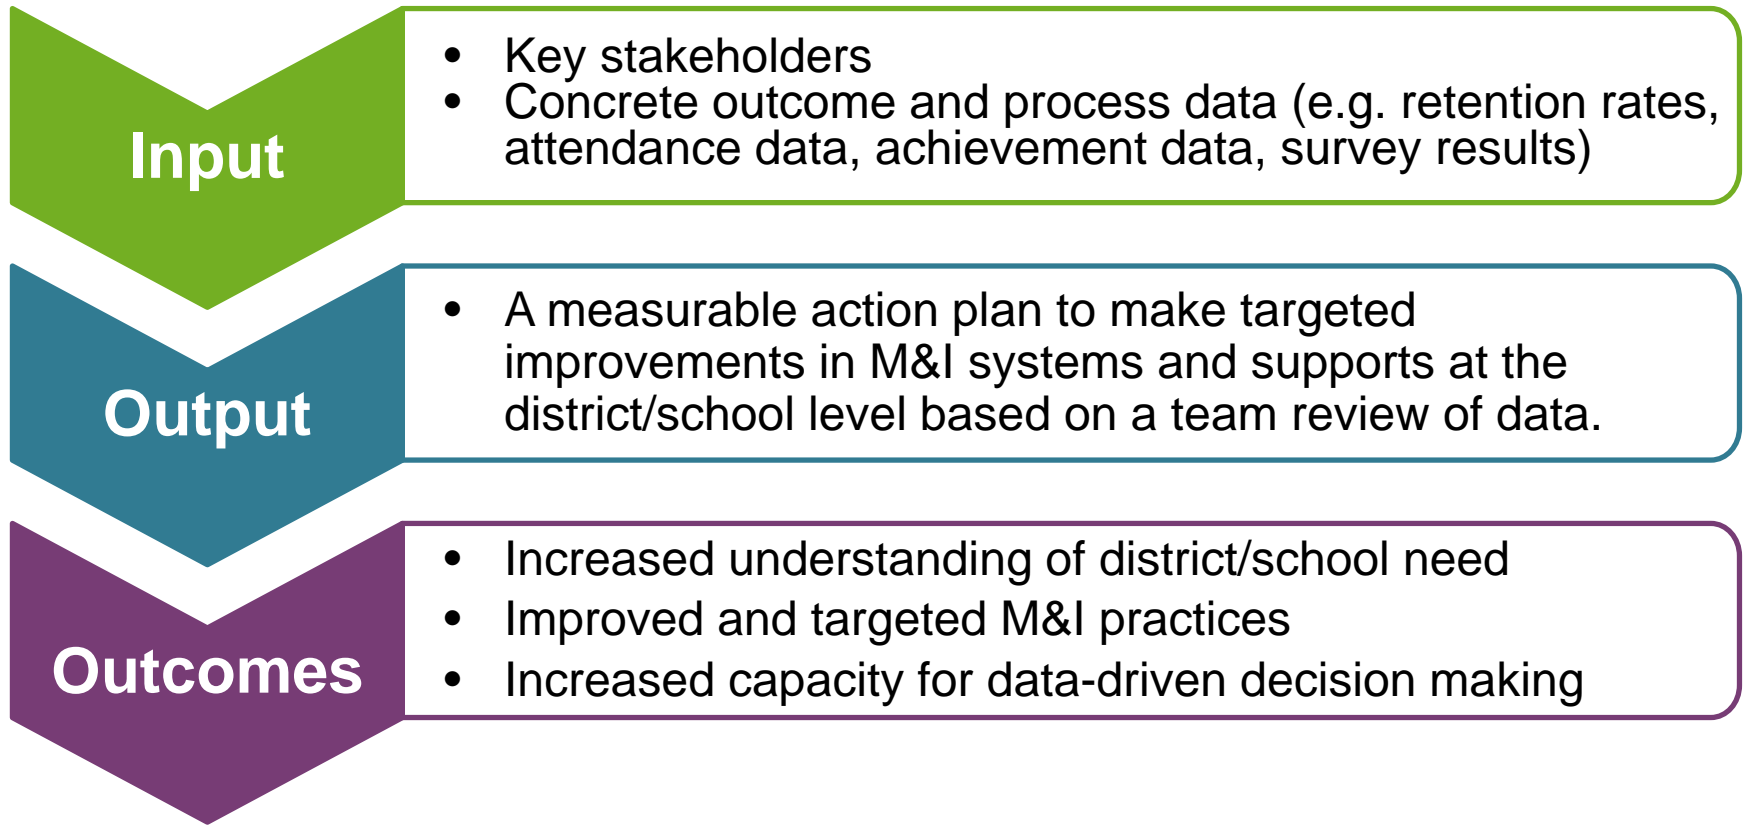 Input
• Key stakeholders
• Concrete outcome and process data (e.g. retention rates,
attendance data, achievement data, survey results)
Output
• A measurable action plan to make targeted
improvements in M&I systems and supports at the
district/school level based on a team review of data.
Outcomes
• Increased understanding of district/school need
• Improved and targeted M&I practices
• Increased capacity for data-driven decision making